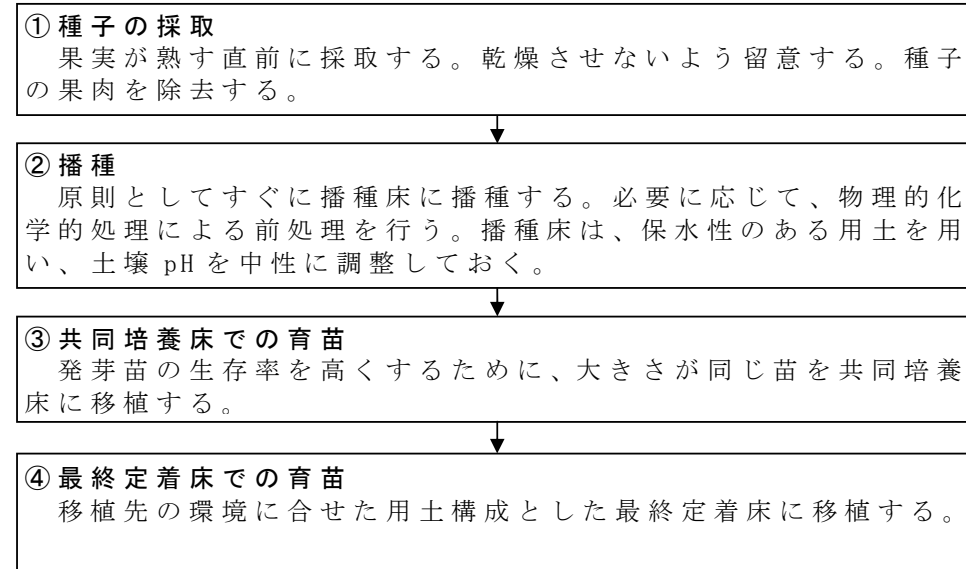 ①種子の採取
果実が熟す直前に採取する。乾燥させないよう留意する。種子
の果肉を除去する。
②播種
原則としてすぐに播種床に播種する。必要に応じて、物理的化
学的処理による前処理を行う。播種床は、保水性のある用土を用
い、土壌 pH を中性に調整しておく。
③共同培養床での育苗
発芽苗の生存率を高くするために、大きさが同じ苗を共同培養
床に移植する。
④最終定着床での育苗
移植先の環境に合せた用土構成とした最終定着床に移植する。